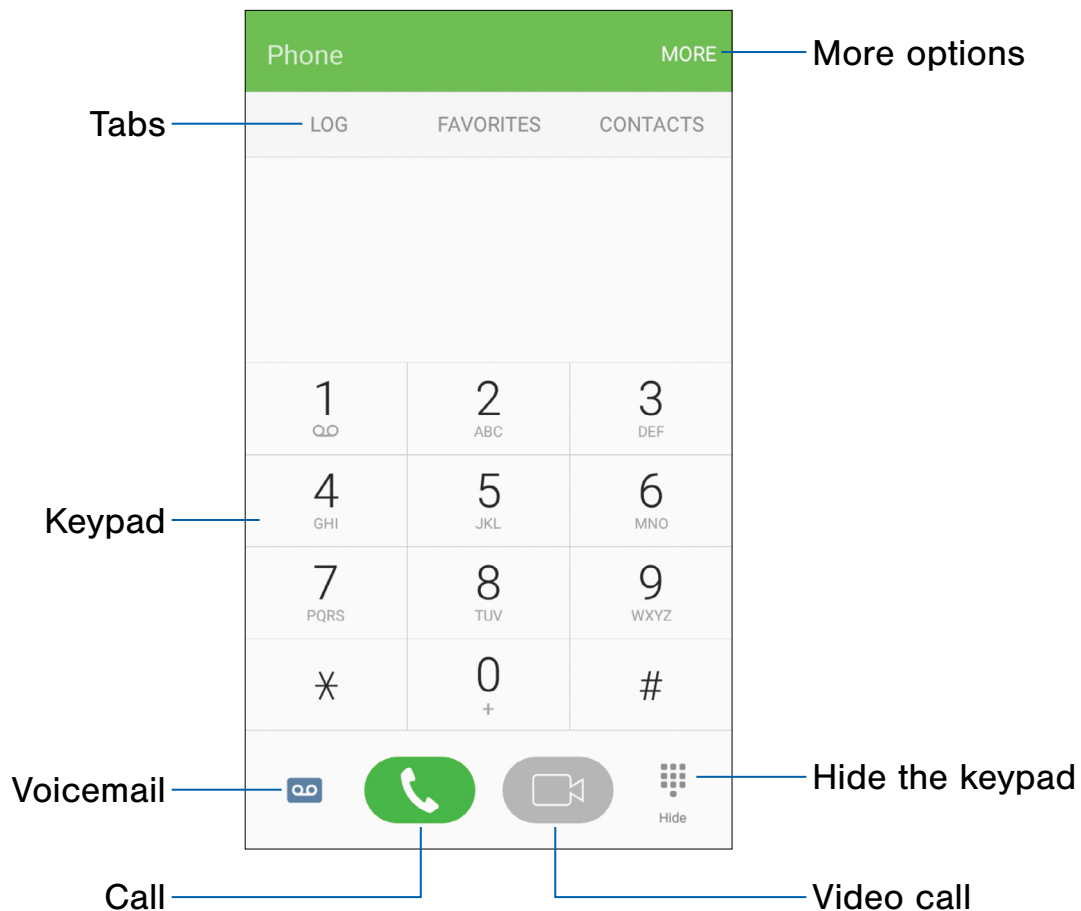 Phone MORE More options
Tabs LOG FAVORITES CONTACTS
1 2 3
ABC DEF
Keypad 4 5 6
GHI JKL MNO
7 8 9
PQRS TUV WXYZ
* 0 #
+
Voicemail Hide the keypad
Hide
Call Video call